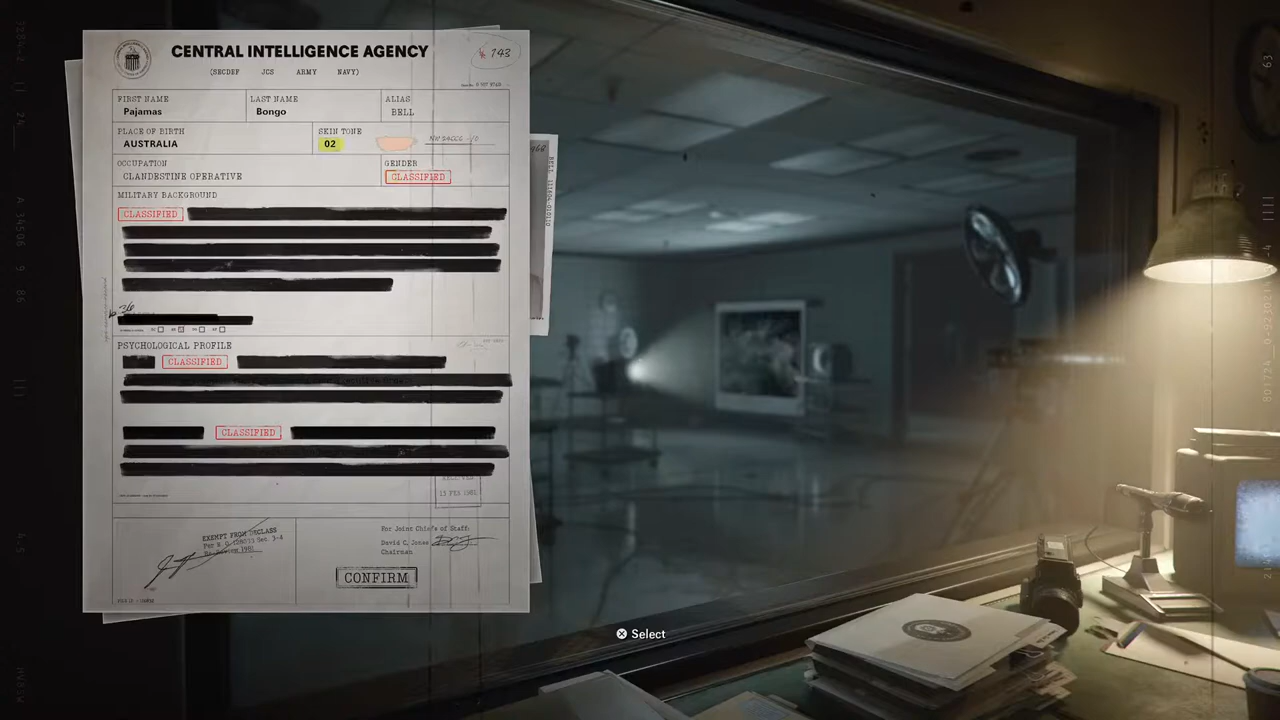 CENTRAL INTELLIGENCE AGENCY
143
(SECDEF JCS ARMY NAVY)
FIRST NAME
Pajamas
LAST NAME
Bongo
ALIAS
BELL
PLACE OF BIRTH
AUSTRALIA
SKIN TONE
02
OCCUPATION
CLANDESTINE OPERATIVE
GENDER
CLASSIFIED
MILITARY BACKGROUND
CLASSIFIED
PSYCHOLOGICAL PROFILE
CLASSIFIED
CLASSIFIED
EXEMPT FROM
For Joint Chiefs of Staff:
David C. Jones
Chairman
CONFIRM
Select